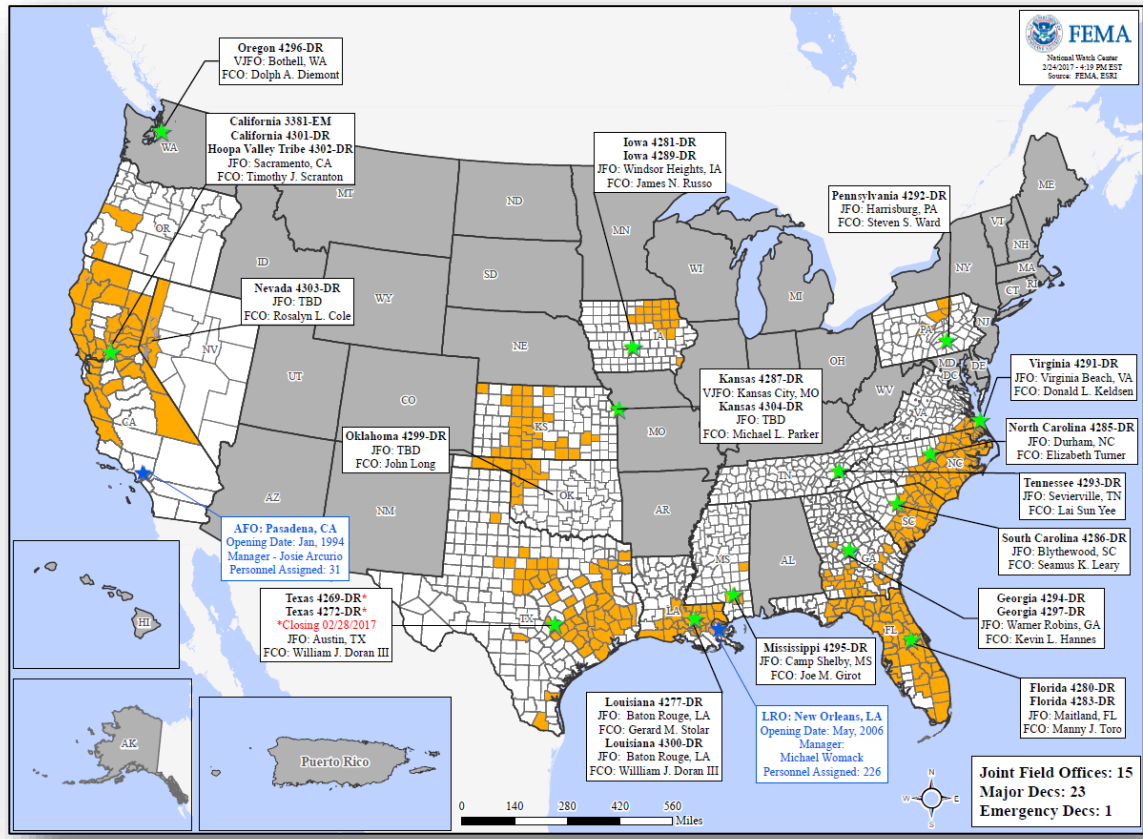 FEMA
National Watch Center
2/24/2017 - 4:19 PM EST
Source: FEMA, ESRI
Oregon 4296-DR
VJFO: Bothell, WA
FCO: Dolph A. Diemont
California 3381-EM
California 4301-DR
Hoopa Valley Tribe 4302-DR
JFO: Sacramento, CA
FCO: Timothy J. Scranton
Iowa 4281-DR
Iowa 4289-DR
JFO: Windsor Heights, IA
FCO: James N. Russo
Pennsylvania 4292-DR
JFO: Harrisburg, PA
FCO: Steven S. Ward
Nevada 4303-DR
JFO: TBD
FCO: Rosalyn L. Cole
Kansas 4287-DR
VJFO: Kansas City, MO
Kansas 4304-DR
JFO: TBD
FCO: Michael L. Parker
Virginia 4291-DR
JFO: Virginia Beach, VA
FCO: Donald L. Keldsen
Oklahoma 4299-DR
JFO: TBD
FCO: John Long
North Carolina 4285-DR
JFO: Durham, NC
FCO: Elizabeth Turner
Tennessee 4293-DR
JFO: Sevierville, TN
FCO: Lai Sun Yee
AFO: Pasadena, CA
Opening Date: Jan, 1994
Manager - Josie Arcurio
Personnel Assigned: 31
South Carolina 4286-DR
JFO: Blythewood, SC
FCO: Seamus K. Leary
Texas 4269-DR*
Texas 4272-DR*
*Closing 02/28/2017
JFO: Austin, TX
FCO: William J. Doran III
Georgia 4294-DR
Georgia 4297-DR
JFO: Warner Robins, GA
FCO: Kevin L. Hannes
Mississippi 4295-DR
JFO: Camp Shelby, MS
FCO: Joe M. Girot
Florida 4280-DR
Florida 4283-DR
JFO: Maitland, FL
FCO: Manny J. Toro
Louisiana 4277-DR
JFO: Baton Rouge, LA
FCO: Gerard M. Stolar
Louisiana 4300-DR
JFO: Baton Rouge, LA
FCO: Willliam J. Doran III
LRO: New Orleans, LA
Opening Date: May, 2006
Manager:
Michael Womack
Personnel Assigned: 226
WA
MT
ND
MN
ME
VT
NH
OR
ID
SD
WI
MI
NY
MA
CT
RI
WY
IA
PA
NJ
NV
NE
OH
MD
DE
DC
UT
CO
WV
VA
CA
KS
MO
NC
TN
AZ
NM
OK
AR
SC
MS
AL
GA
TX
LA
FL
HI
AK
Puerto Rico
0
140
280
420
560
Miles
N
W
E
S
Joint Field Offices: 15
Major Decs: 23
Emergency Decs: 1